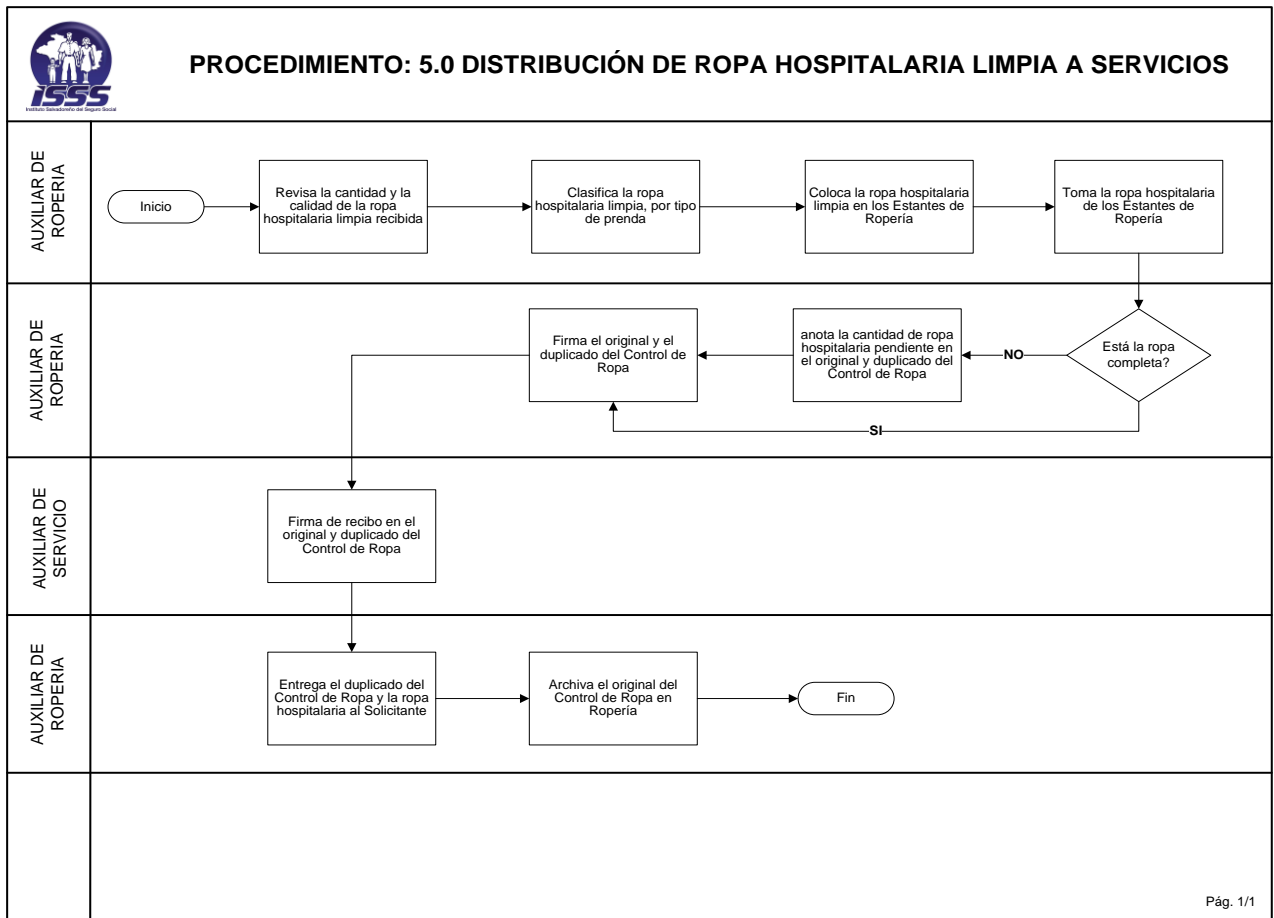 PROCEDIMIENTO: 5.0 DISTRIBUCIÓN DE ROPA HOSPITALARIA LIMPIA A SERVICIOS
ISSS
Instituto Salvadoreño del Seguro Social
AUXILIAR DE
ROPERIA
Inicio
Revisa la cantidad y la
calidad de la ropa
hospitalaria limpia recibida
Clasifica la ropa
hospitalaria limpia, por tipo
de prenda
Coloca la ropa hospitalaria
limpia en los Estantes de
Ropería
Toma la ropa hospitalaria
de los Estantes de
Ropería
AUXILIAR DE
ROPERIA
Está la ropa
completa?
NO
anota la cantidad de ropa
hospitalaria pendiente en
el original y duplicado del
Control de Ropa
Firma el original y el
duplicado del Control de
Ropa
SI
AUXILIAR DE
SERVICIO
Firma de recibo en el
original y duplicado del
Control de Ropa
AUXILIAR DE
ROPERIA
Entrega el duplicado del
Control de Ropa y la ropa
hospitalaria al Solicitante
Archiva el original del
Control de Ropa en
Ropería
Fin
Pág. 1/1